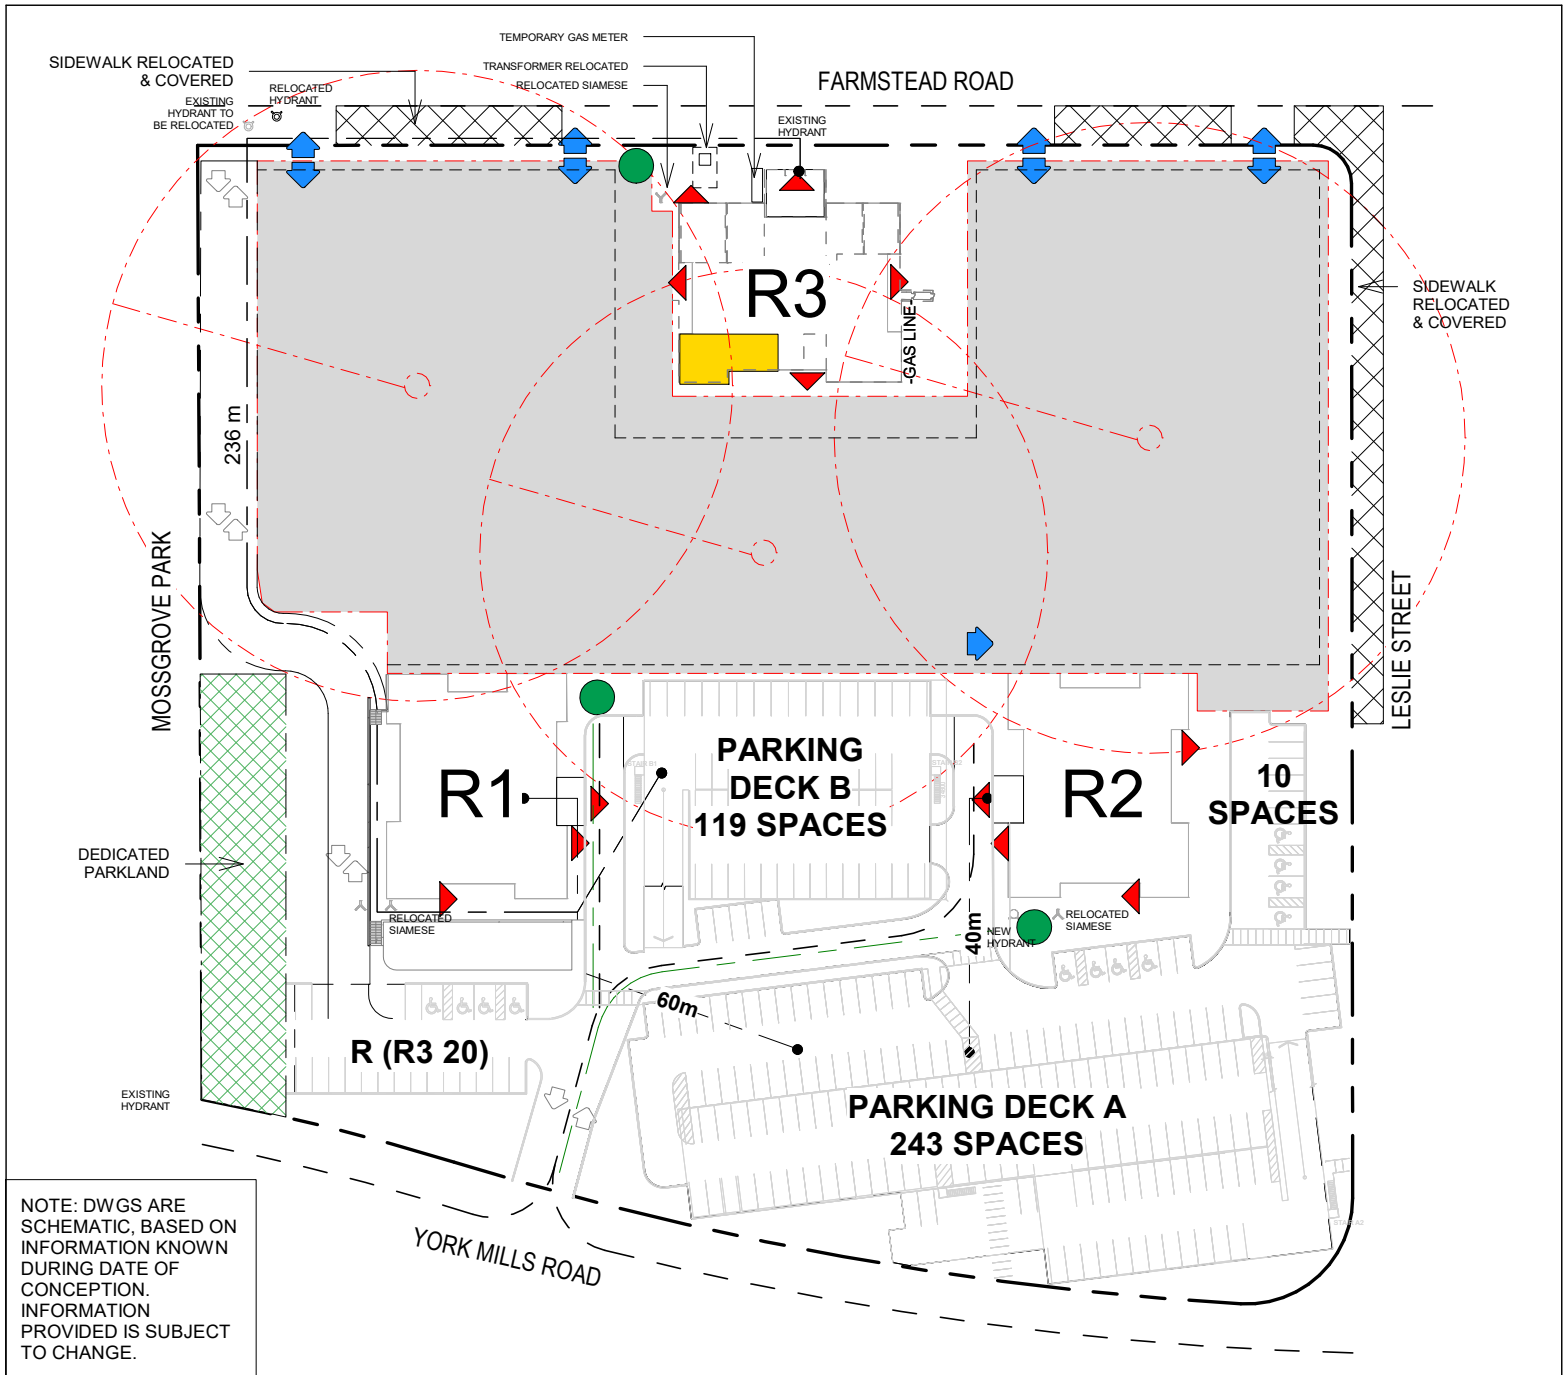 TEMPORARY GAS METER
SIDEWALK RELOCATED
& COVERED
TRANSFORMER RELOCATED
RELOCATED SIAMESE
FARMSTEAD ROAD
RELOCATED
HYDRANT
EXISTING
HYDRANT TO
BE RELOCATED
EXISTING
HYDRANT
R3
SIDEWALK
RELOCATED
& COVERED
GAS LINE
236 m
MOSSGROVE PARK
LESLIE STREET
PARKING
DECK B
119 SPACES
STAIR B1
R1
R2
10
SPACES
DEDICATED
PARKLAND
RELOCATED
SIAMESE
NEW
HYDRANT
RELOCATED
SIAMESE
40m
60m
R (R3 20)
EXISTING
HYDRANT
PARKING DECK A
243 SPACES
STAIR A2
YORK MILLS ROAD
NOTE: DWGS ARE
SCHEMATIC, BASED ON
INFORMATION KNOWN
DURING DATE OF
CONCEPTION.
INFORMATION
PROVIDED IS SUBJECT
TO CHANGE.